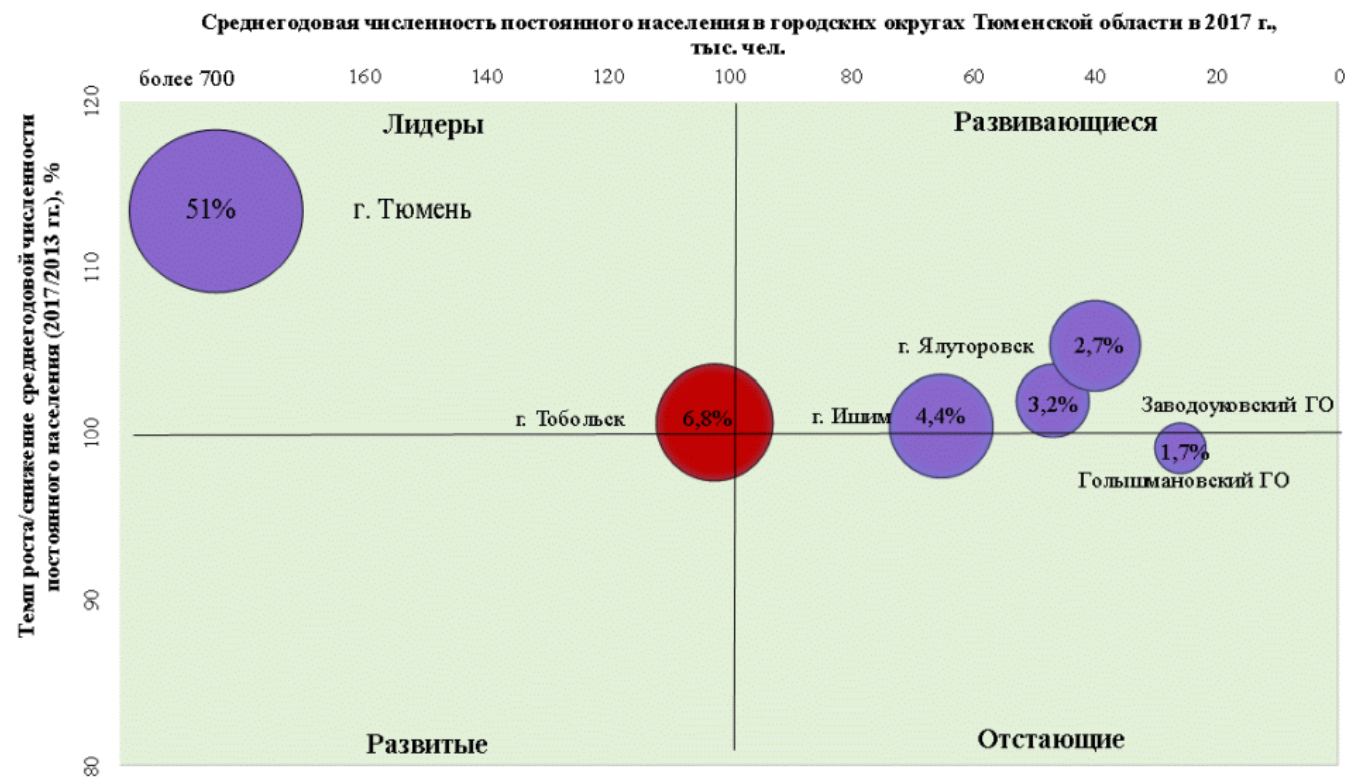 Среднегодовая численность постоянного населения в городских округах Тюменской области в 2017 г.,
тыс. чел.
более 700 160 140 120 100 80 60 40 20 0
Темп роста/снижение среднегодовой численности
постоянного населения (2017/2013 гг.), %
120
110
100
90
80
Лидеры
Развивающиеся
51%
г. Тюмень
г. Ялуторовск
2,7%
г. Тобольск
6,8%
г. Ишим
4,4%
3,2%
Заводоуковский ГО
1,7%
Голышмановский ГО
Развитые
Отстающие